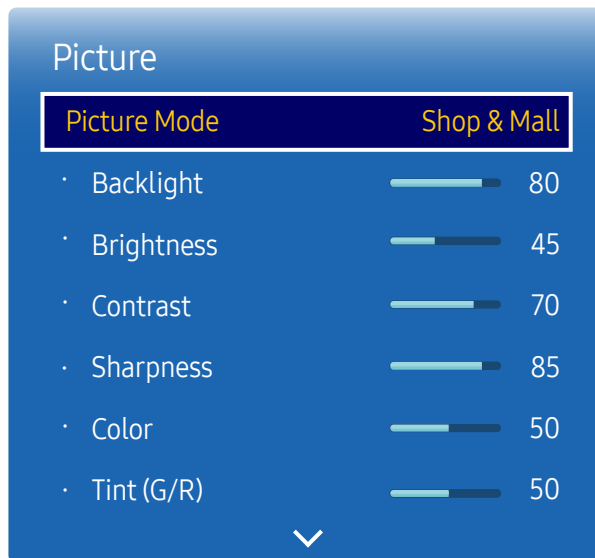 Picture
Picture Mode Shop & Mall
· Backlight 80
· Brightness 45
· Contrast 70
· Sharpness 85
· Color 50
· Tint (G/R) 50